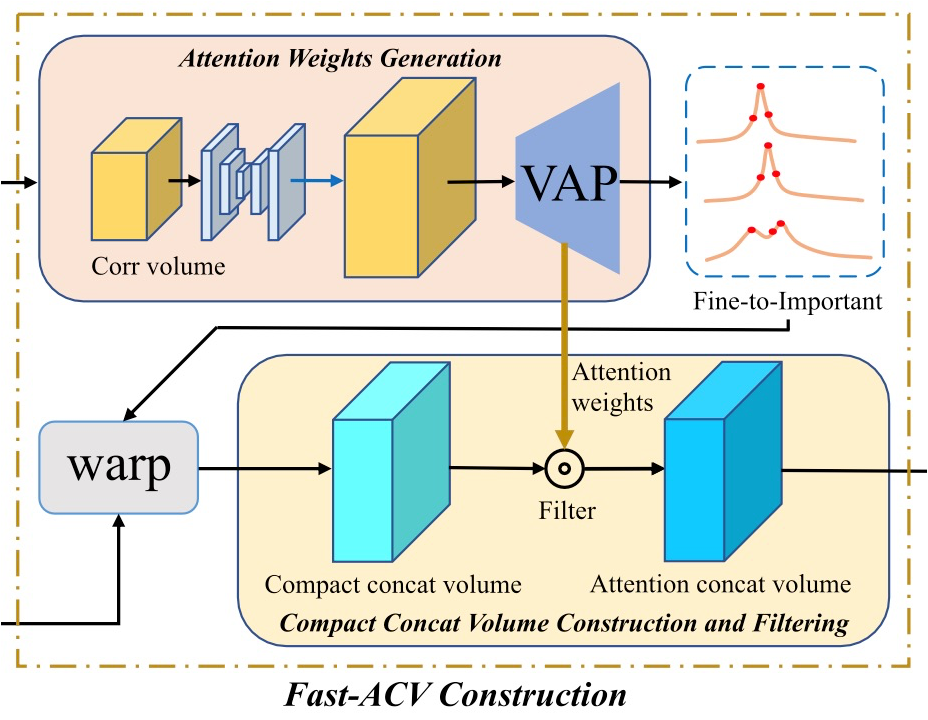 Attention Weights Generation
Corr volume
VAP
Fine-to-Important
Attention
weights
warp
Filter
Compact concat volume
Attention concat volume
Compact Concat Volume Construction and Filtering
Fast-ACV Construction